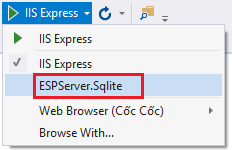 IIS Express
IIS Express
IIS Express
ESPServer.Sqlite
Web Browser (Cốc Cốc)
Browse With...